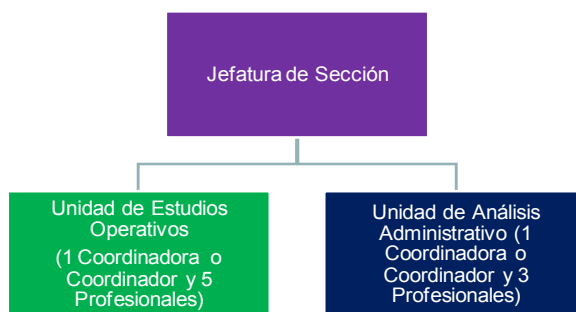 Jefatura de Sección
Unidad de Estudios
Operativos
(1 Coordinadora o
Coordinador y 5
Profesionales)
Unidad de Análisis
Administrativo (1
Coordinadora o
Coordinador y 3
Profesionales)